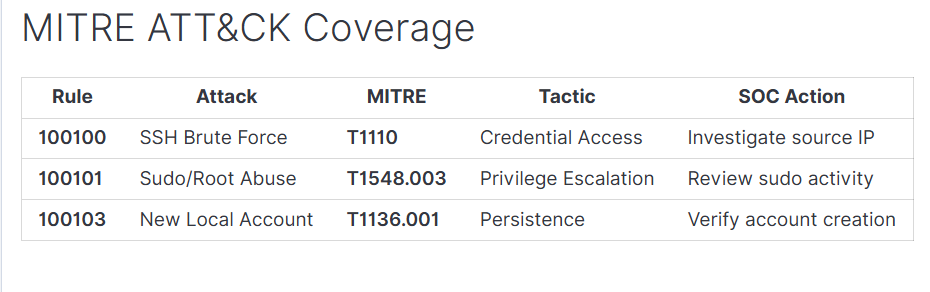 MITRE ATT&CK Coverage
Rule Attack MITRE Tactic SOC Action
100100 SSH Brute Force T1110 Credential Access Investigate source IP
100101 Sudo/Root Abuse T1548.003 Privilege Escalation Review sudo activity
100103 New Local Account T1136.001 Persistence Verify account creation